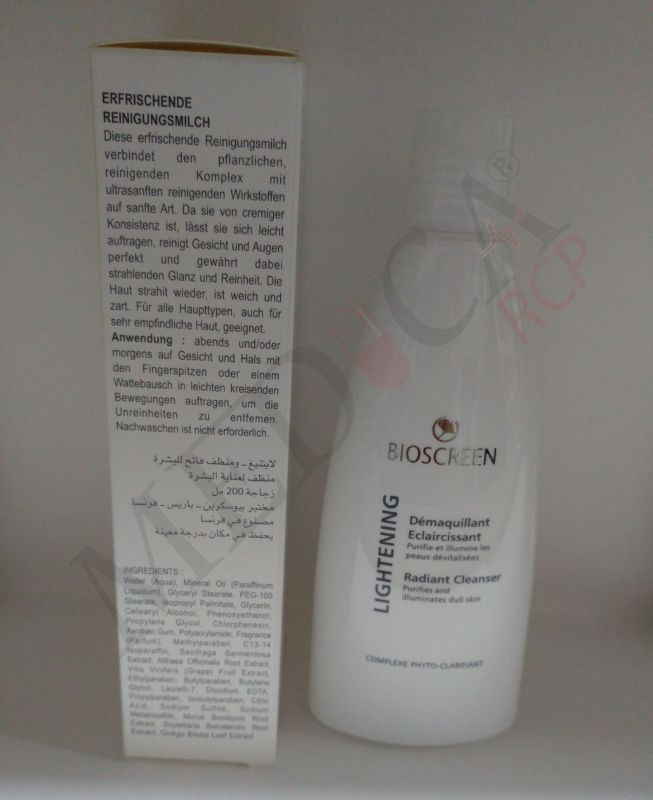 ERFRISCHENDE
REINIGUNGSMILCH
Diese erfrischende Reinigungsmilch
verbindet den pflanzlichen,
reinigenden Komplex mit
ultrasanften reinigenden Wirkstoffen
auf sanfte Art. Da sie von cremiger
Konsistenz ist, lässt sie sich leicht
auftragen, reinigt Gesicht und Augen
perfekt und gewährt dabei
strahlenden Glanz und Reinheit. Die
Haut strahit wieder, ist weich und
zart. Für alle Haupttypen, auch für
sehr empfindliche Haut, geeignet.
Anwendung : abends und/oder
morgens auf Gesicht und Hals mit
den Fingerspitzen oder einem
Wattebausch in leichten kreisenden
Bewegungen auftragen, um die
Unreinheiten zu entfemen.
Nachwaschen ist nicht erforderlich.
لايتنيغ - ومنظف فاتح للبشرة
منظف لعناية البشرة
زجاجة 200 مل
مختبر بيوسكرين - باريس - فرنسا
مصنوع في فرنسا
يحفظ في مكان بدرجة معينة
INGREDIENTS :
Water (Aqua), Mineral Oil (Paraffinum
Liquidum), Glyceryl Stearate, PEG-100
Stearate, Isopropyl Palmitate, Glycerin,
Cetearyl Alcohol, Phenoxyethanol,
Propylene Glycol, Chlorphenesin,
Xanthan Gum, Polyacrylamide, Fragrance
(Parfum), Methylparaben, C13-14
Isoparaffin, Saxifraga Sarmentosa
Extract, Althaea Officinalis Root Extract,
Vitis Vinifera (Grape) Fruit Extract,
Ethylparaben, Butylparaben, Butylene
Glycol, Laureth-7, Disodium EDTA,
Propylparaben, Isobutylparaben, Citric
Acid, Sodium Sulfite, Sodium
Metabisulfite, Morus Bombycis Root
Extract, Scutellaria Baicalensis Root
Extract, Ginkgo Biloba Leaf Extract
BIOSCREEN
LIGHTENING
Démaquillant
Eclaircissant
Purifie et illumine les
peaux dévitalisées
Radiant Cleanser
Purifies and
illuminates dull skin
COMPLEXE PHYTO-CLARIFIANT
MEDICA®
RCP